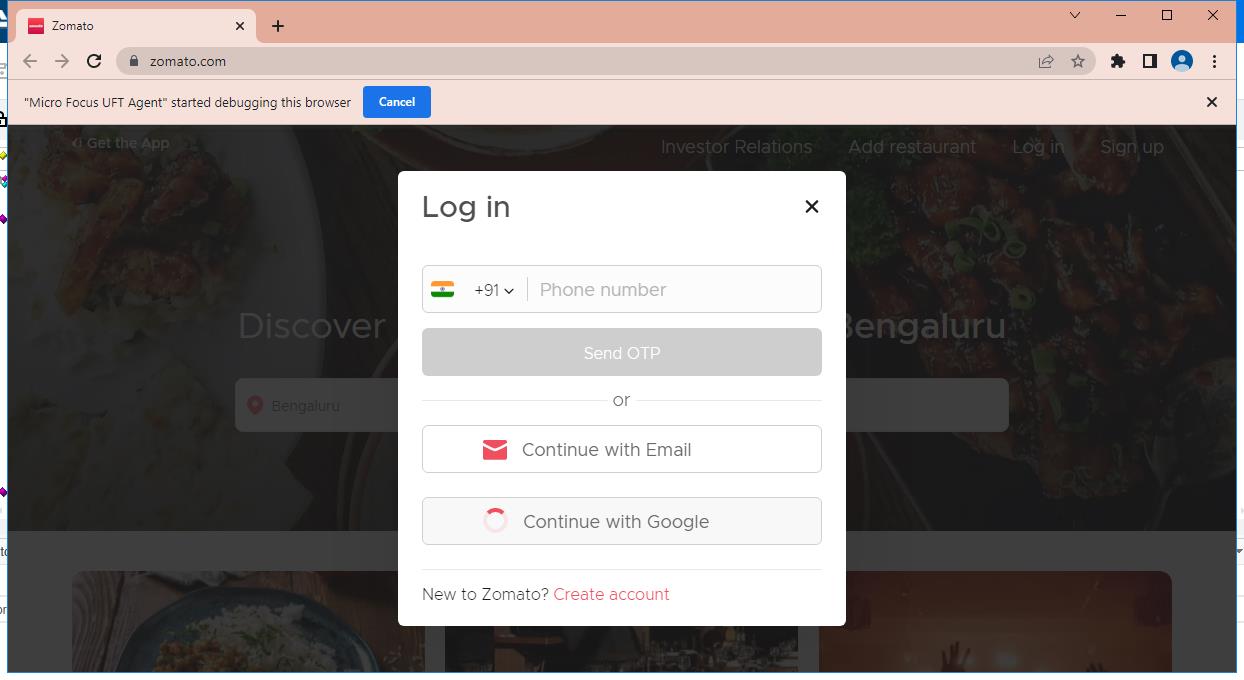 Zomato
zomato.com
"Micro Focus UFT Agent" started debugging this browser
Cancel
Get the App
Investor Relations
Add restaurant
Log in
Sign up
Log in
+91
Phone number
Discover
Bengaluru
Send OTP
Bengaluru
or
Continue with Email
Continue with Google
New to Zomato? Create account